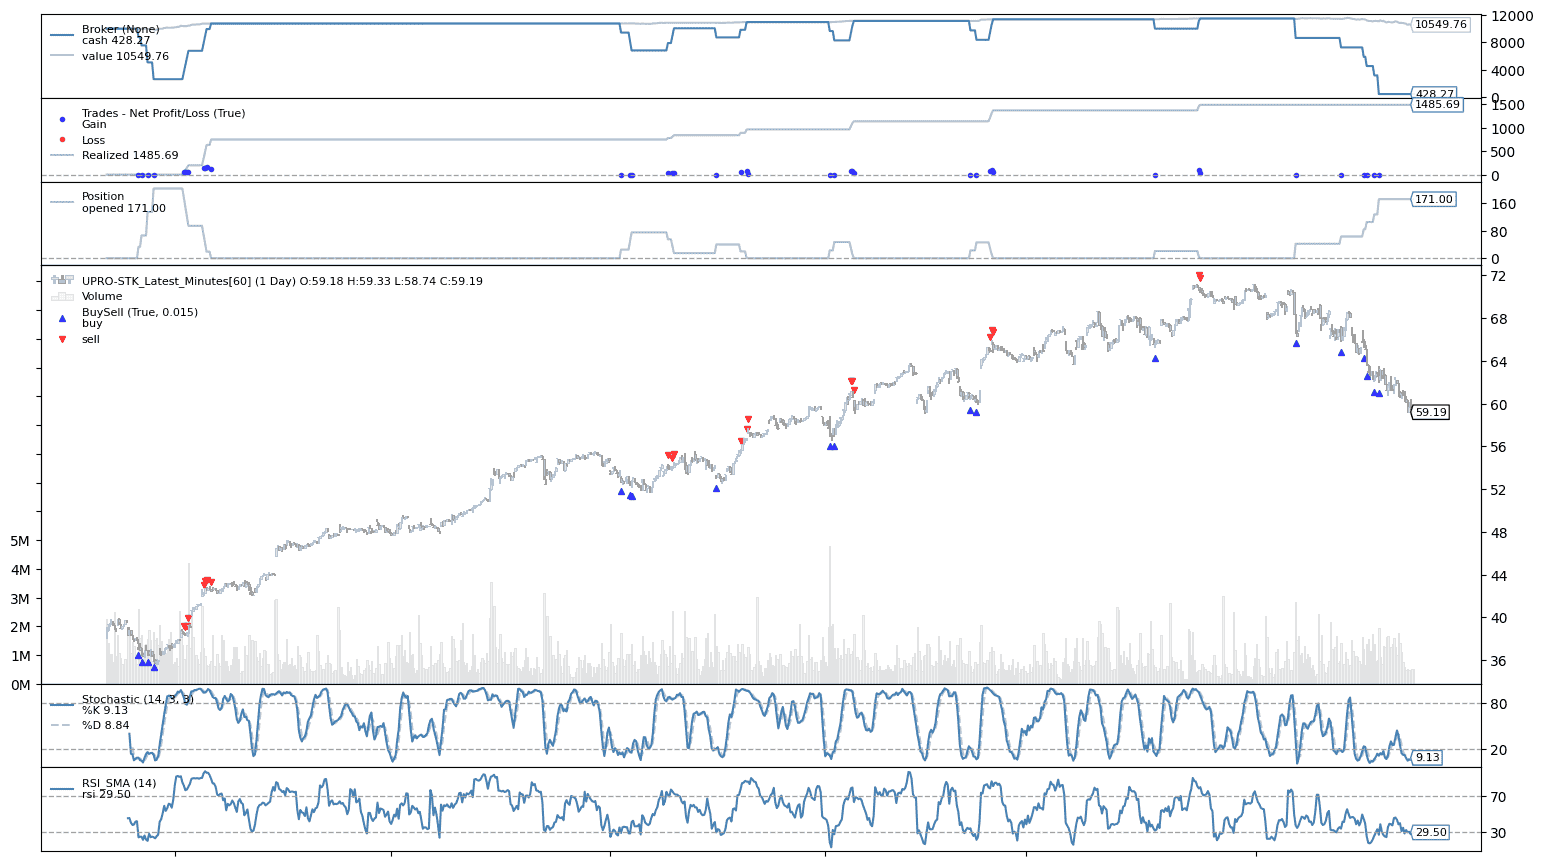 Broker (None)
cash 428.27
value 10549.76
12000
10549.76
8000
4000
428.27
0
Trades - Net Profit/Loss (True)
Gain
Loss
Realized 1485.69
1500
1485.69
1000
500
0
Position
opened 171.00
171.00
160
80
0
UPRO-STK_Latest_Minutes[60] (1 Day) O:59.18 H:59.33 L:58.74 C:59.19
Volume
BuySell (True, 0.015)
buy
sell
72
68
64
60
59.19
56
52
48
44
40
36
5M
4M
3M
2M
1M
0M
Stochastic (14, 3, 3)
%K 9.13
%D 8.84
80
20
9.13
RSI_SMA (14)
rsi 29.50
70
30
29.50